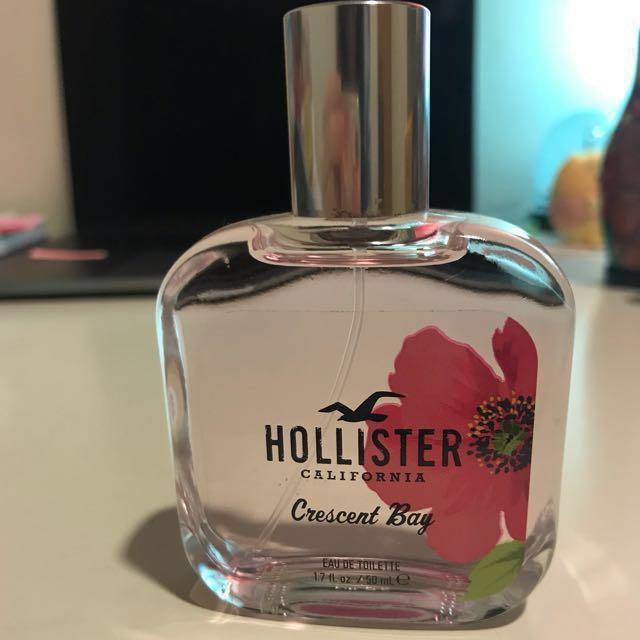 HOLLISTER
CALIFORNIA
Crescent Bay
EAU DE TOILETTE
1.7 fl. oz. / 50 mL ℮